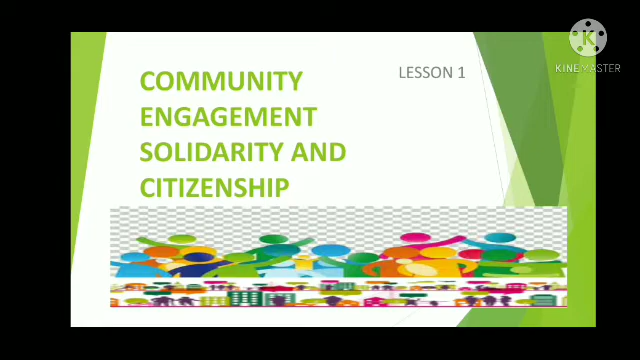 COMMUNITY
ENGAGEMENT
SOLIDARITY AND
CITIZENSHIP
LESSON 1
K
KINEMASTER